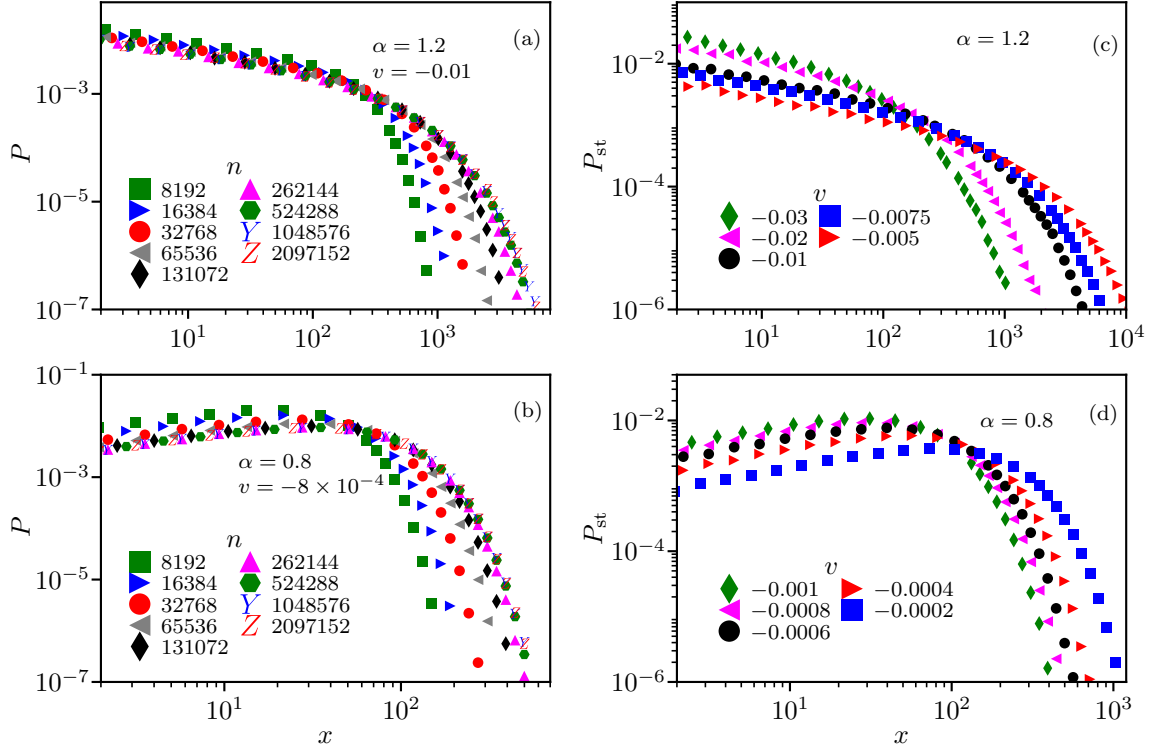 (a)
α = 1.2
v = −0.01
P
10^−3
10^−5
10^−7
n
8192
16384
32768
65536
131072
262144
524288
1048576
2097152
10^1
10^2
10^3
(c)
α = 1.2
P_st
10^−2
10^−4
10^−6
v
−0.03
−0.02
−0.01
−0.0075
−0.005
10^1
10^2
10^3
10^4
(b)
α = 0.8
v = −8 × 10^−4
P
10^−1
10^−3
10^−5
10^−7
n
8192
16384
32768
65536
131072
262144
524288
1048576
2097152
10^1
10^2
x
(d)
α = 0.8
P_st
10^−2
10^−4
10^−6
v
−0.001
−0.0008
−0.0006
−0.0004
−0.0002
10^1
10^2
10^3
x